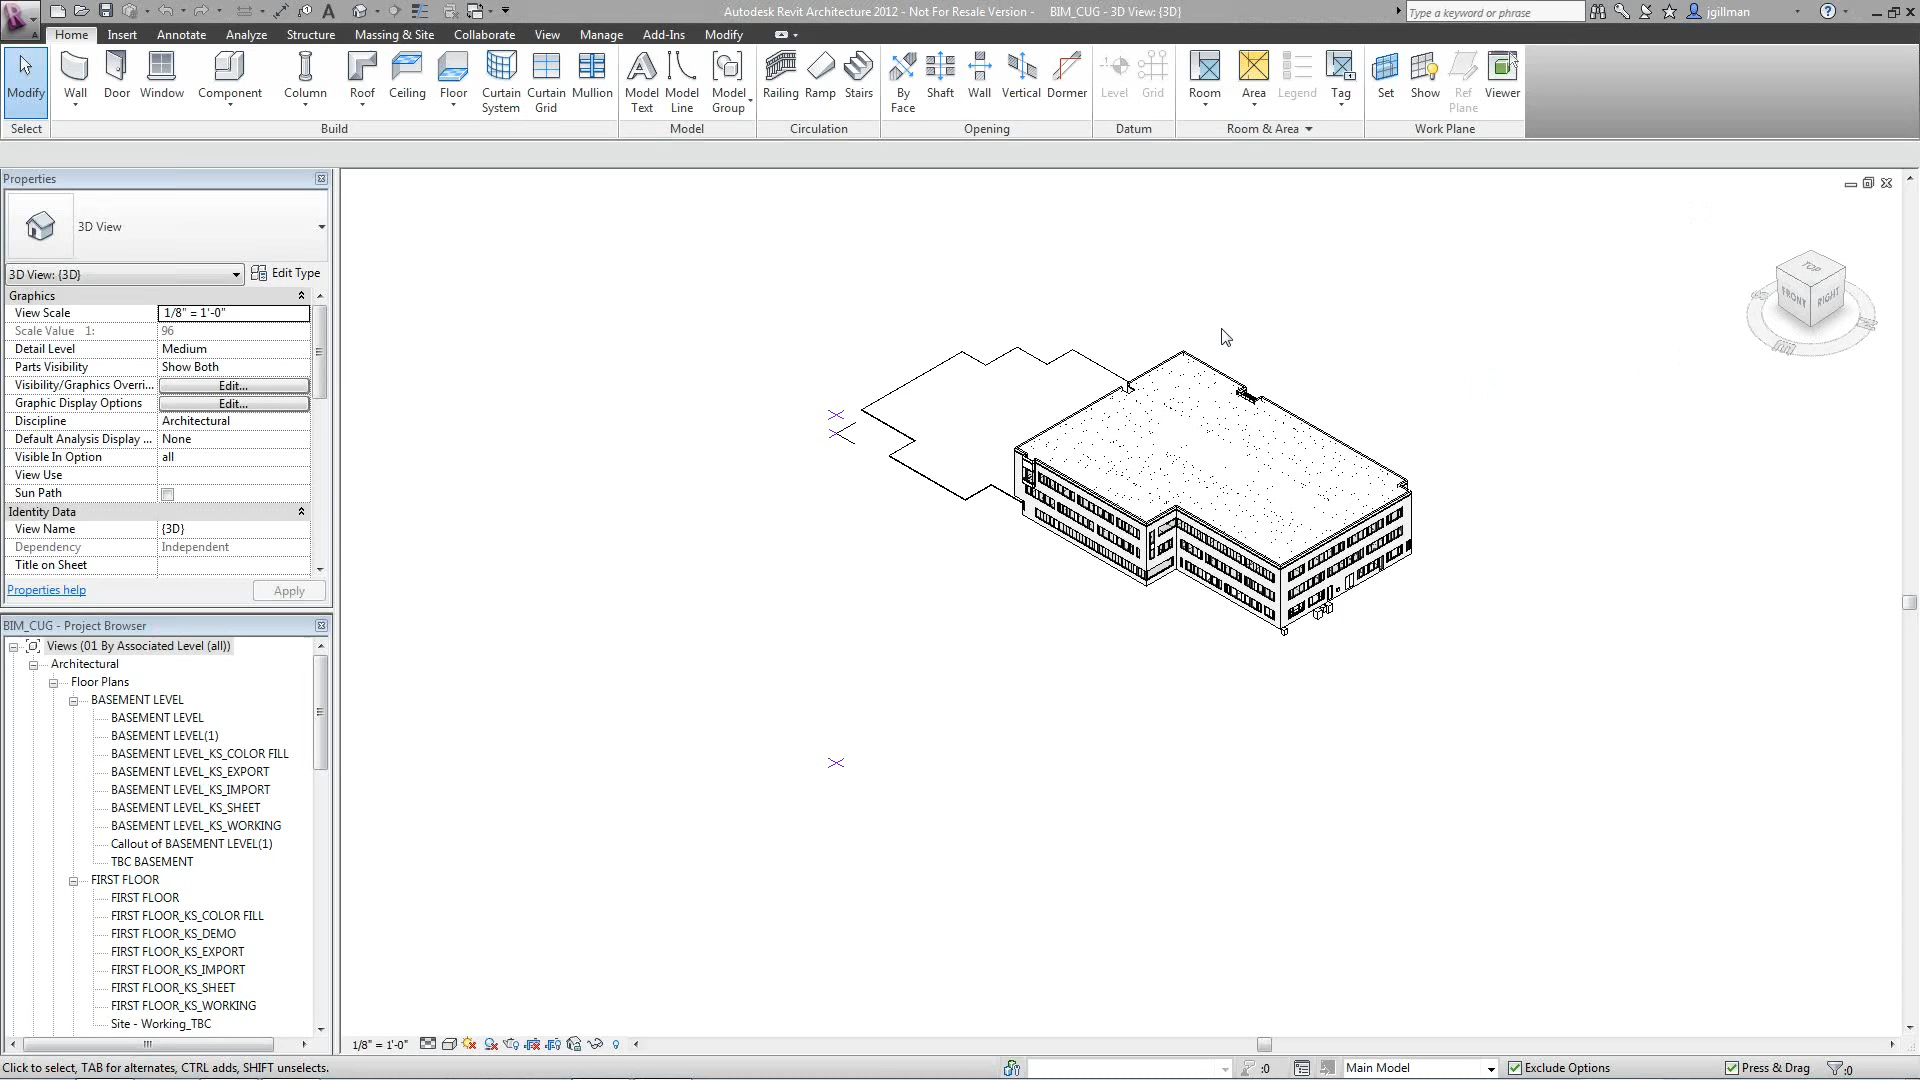 Autodesk Revit Architecture 2012 - Not For Resale Version - BIM_CUG - 3D View: {3D}
Type a keyword or phrase
jgillman
Home Insert Annotate Analyze Structure Massing & Site Collaborate View Manage Add-Ins Modify
Modify Wall Door Window Component Column Roof Ceiling Floor Curtain System Curtain Grid Mullion Model Text Model Line Model Group Railing Ramp Stairs By Face Shaft Wall Vertical Dormer Level Grid Room Area Legend Tag Set Show Ref Plane Viewer
Select Build Model Circulation Opening Datum Room & Area Work Plane
Properties
3D View
3D View: {3D} Edit Type
Graphics
View Scale 1/8" = 1'-0"
Scale Value 1: 96
Detail Level Medium
Parts Visibility Show Both
Visibility/Graphics Overri... Edit...
Graphic Display Options Edit...
Discipline Architectural
Default Analysis Display ... None
Visible In Option all
View Use
Sun Path
Identity Data
View Name {3D}
Dependency Independent
Title on Sheet
Properties help Apply
BIM_CUG - Project Browser
Views (01 By Associated Level (all))
Architectural
Floor Plans
BASEMENT LEVEL
BASEMENT LEVEL
BASEMENT LEVEL(1)
BASEMENT LEVEL_KS_COLOR FILL
BASEMENT LEVEL_KS_EXPORT
BASEMENT LEVEL_KS_IMPORT
BASEMENT LEVEL_KS_SHEET
BASEMENT LEVEL_KS_WORKING
Callout of BASEMENT LEVEL(1)
TBC BASEMENT
FIRST FLOOR
FIRST FLOOR
FIRST FLOOR_KS_COLOR FILL
FIRST FLOOR_KS_DEMO
FIRST FLOOR_KS_EXPORT
FIRST FLOOR_KS_IMPORT
FIRST FLOOR_KS_SHEET
FIRST FLOOR_KS_WORKING
Site - Working_TBC
TOP
FRONT RIGHT
1/8" = 1'-0"
Click to select, TAB for alternates, CTRL adds, SHIFT unselects.
:0 Main Model Exclude Options Press & Drag :0